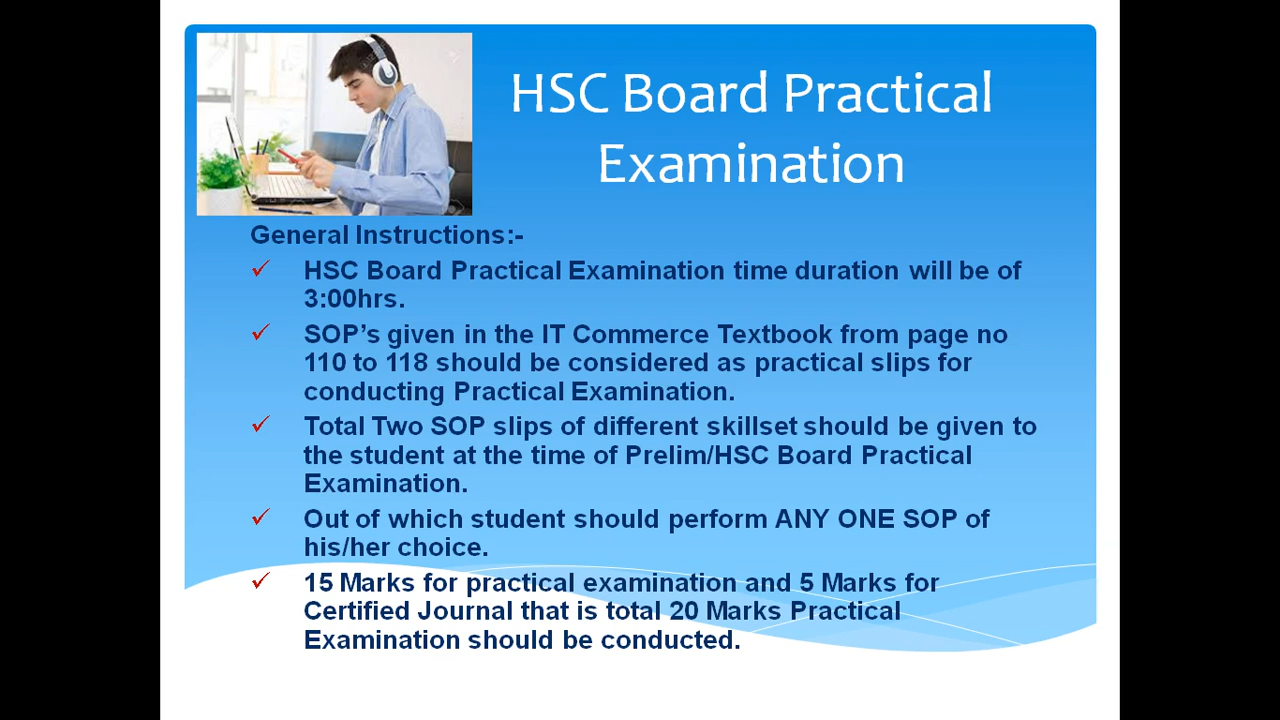 HSC Board Practical
Examination
General Instructions:-
✓ HSC Board Practical Examination time duration will be of
3:00hrs.
✓ SOP’s given in the IT Commerce Textbook from page no
110 to 118 should be considered as practical slips for
conducting Practical Examination.
✓ Total Two SOP slips of different skillset should be given to
the student at the time of Prelim/HSC Board Practical
Examination.
✓ Out of which student should perform ANY ONE SOP of
his/her choice.
✓ 15 Marks for practical examination and 5 Marks for
Certified Journal that is total 20 Marks Practical
Examination should be conducted.